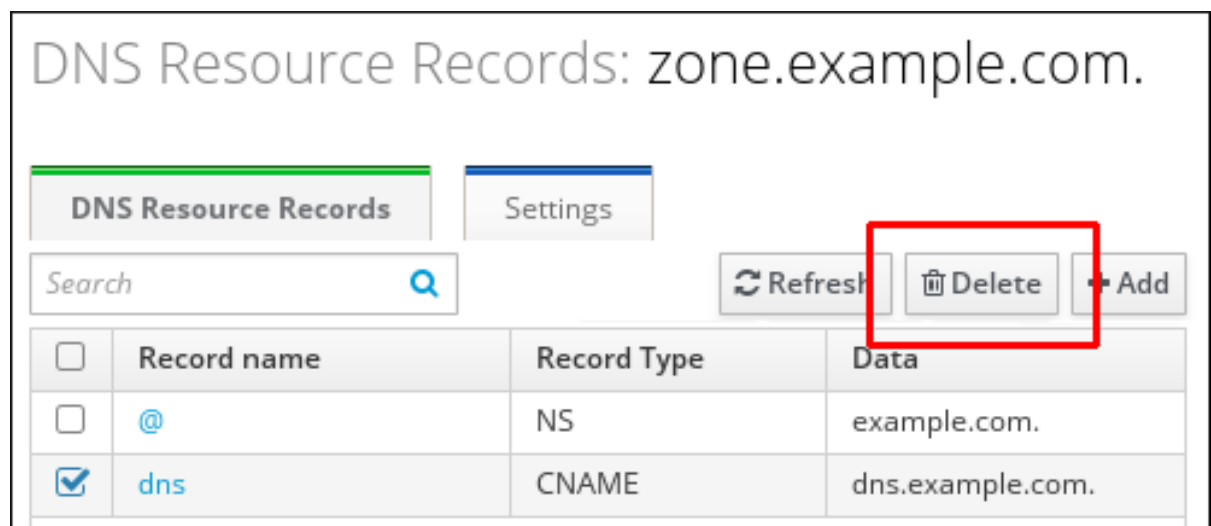 DNS Resource Records: zone.example.com.
DNS Resource Records Settings
Search Refresh Delete Add
Record name Record Type Data
@ NS example.com.
dns CNAME dns.example.com.